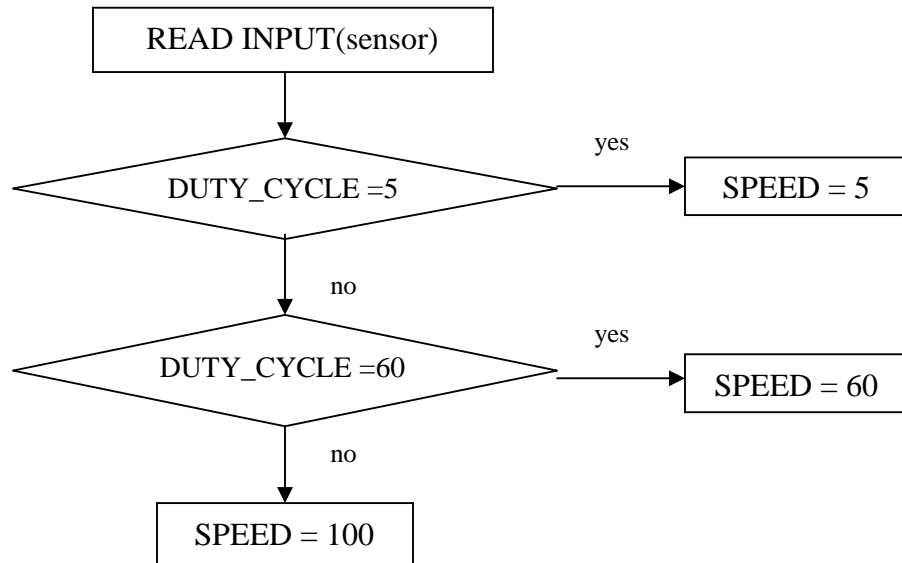 READ INPUT(sensor)
yes
DUTY_CYCLE =5
SPEED = 5
no
yes
DUTY_CYCLE =60
SPEED = 60
no
SPEED = 100